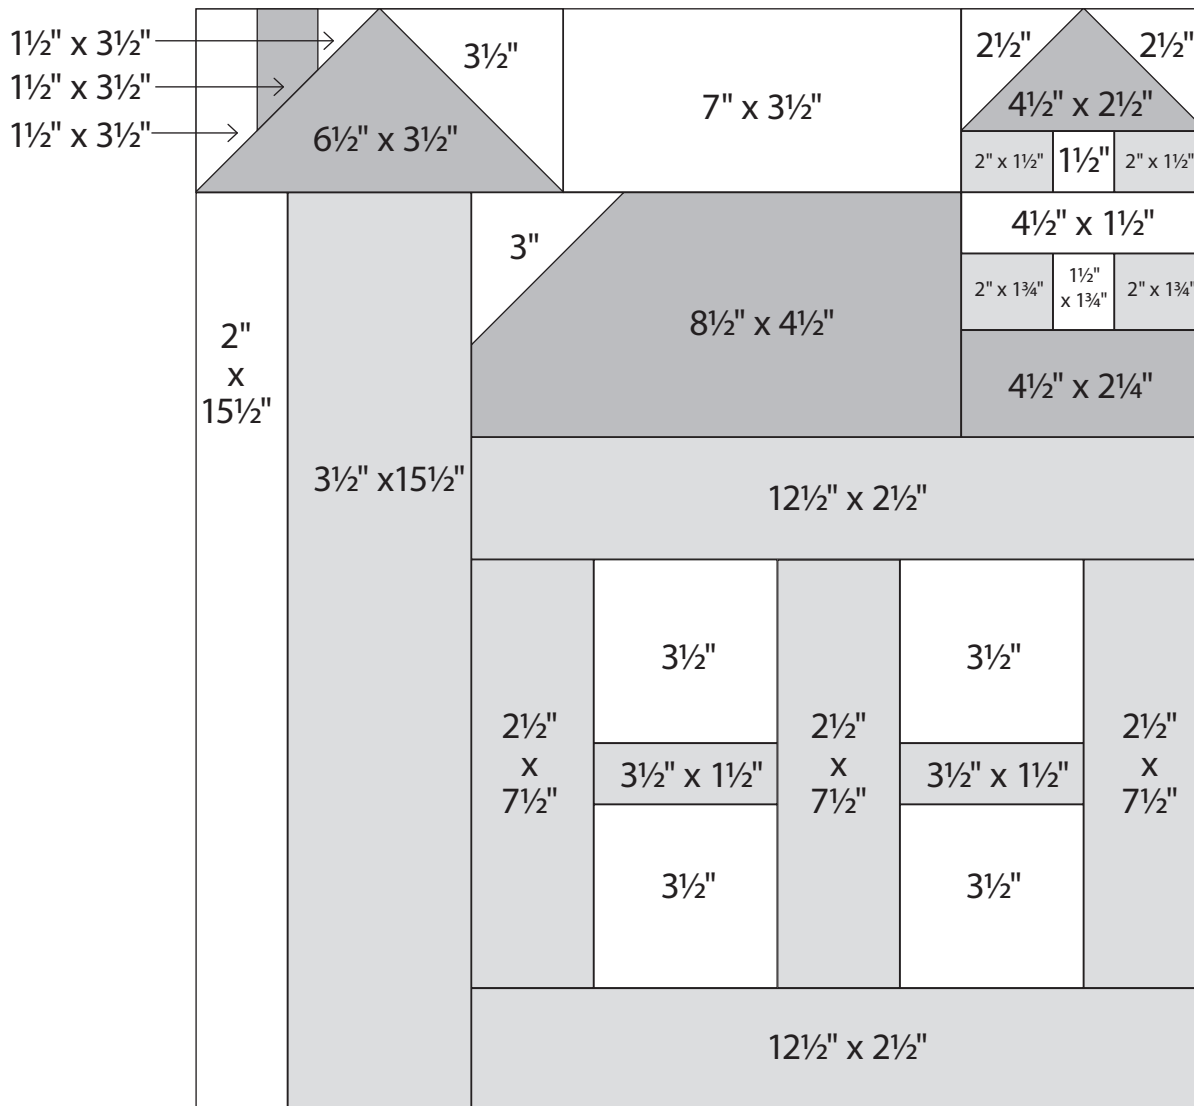 1½" x 3½"
1½" x 3½"
1½" x 3½"
6½" x 3½"
3½"
7" x 3½"
2½"
2½"
4½" x 2½"
2" x 1½"
1½"
2" x 1½"
4½" x 1½"
2" x 1¾"
1½"
x 1¾"
2" x 1¾"
4½" x 2¼"
3"
8½" x 4½"
2"
x
15½"
3½" x15½"
12½" x 2½"
2½"
x
7½"
3½"
3½" x 1½"
3½"
2½"
x
7½"
3½"
3½" x 1½"
3½"
2½"
x
7½"
12½" x 2½"